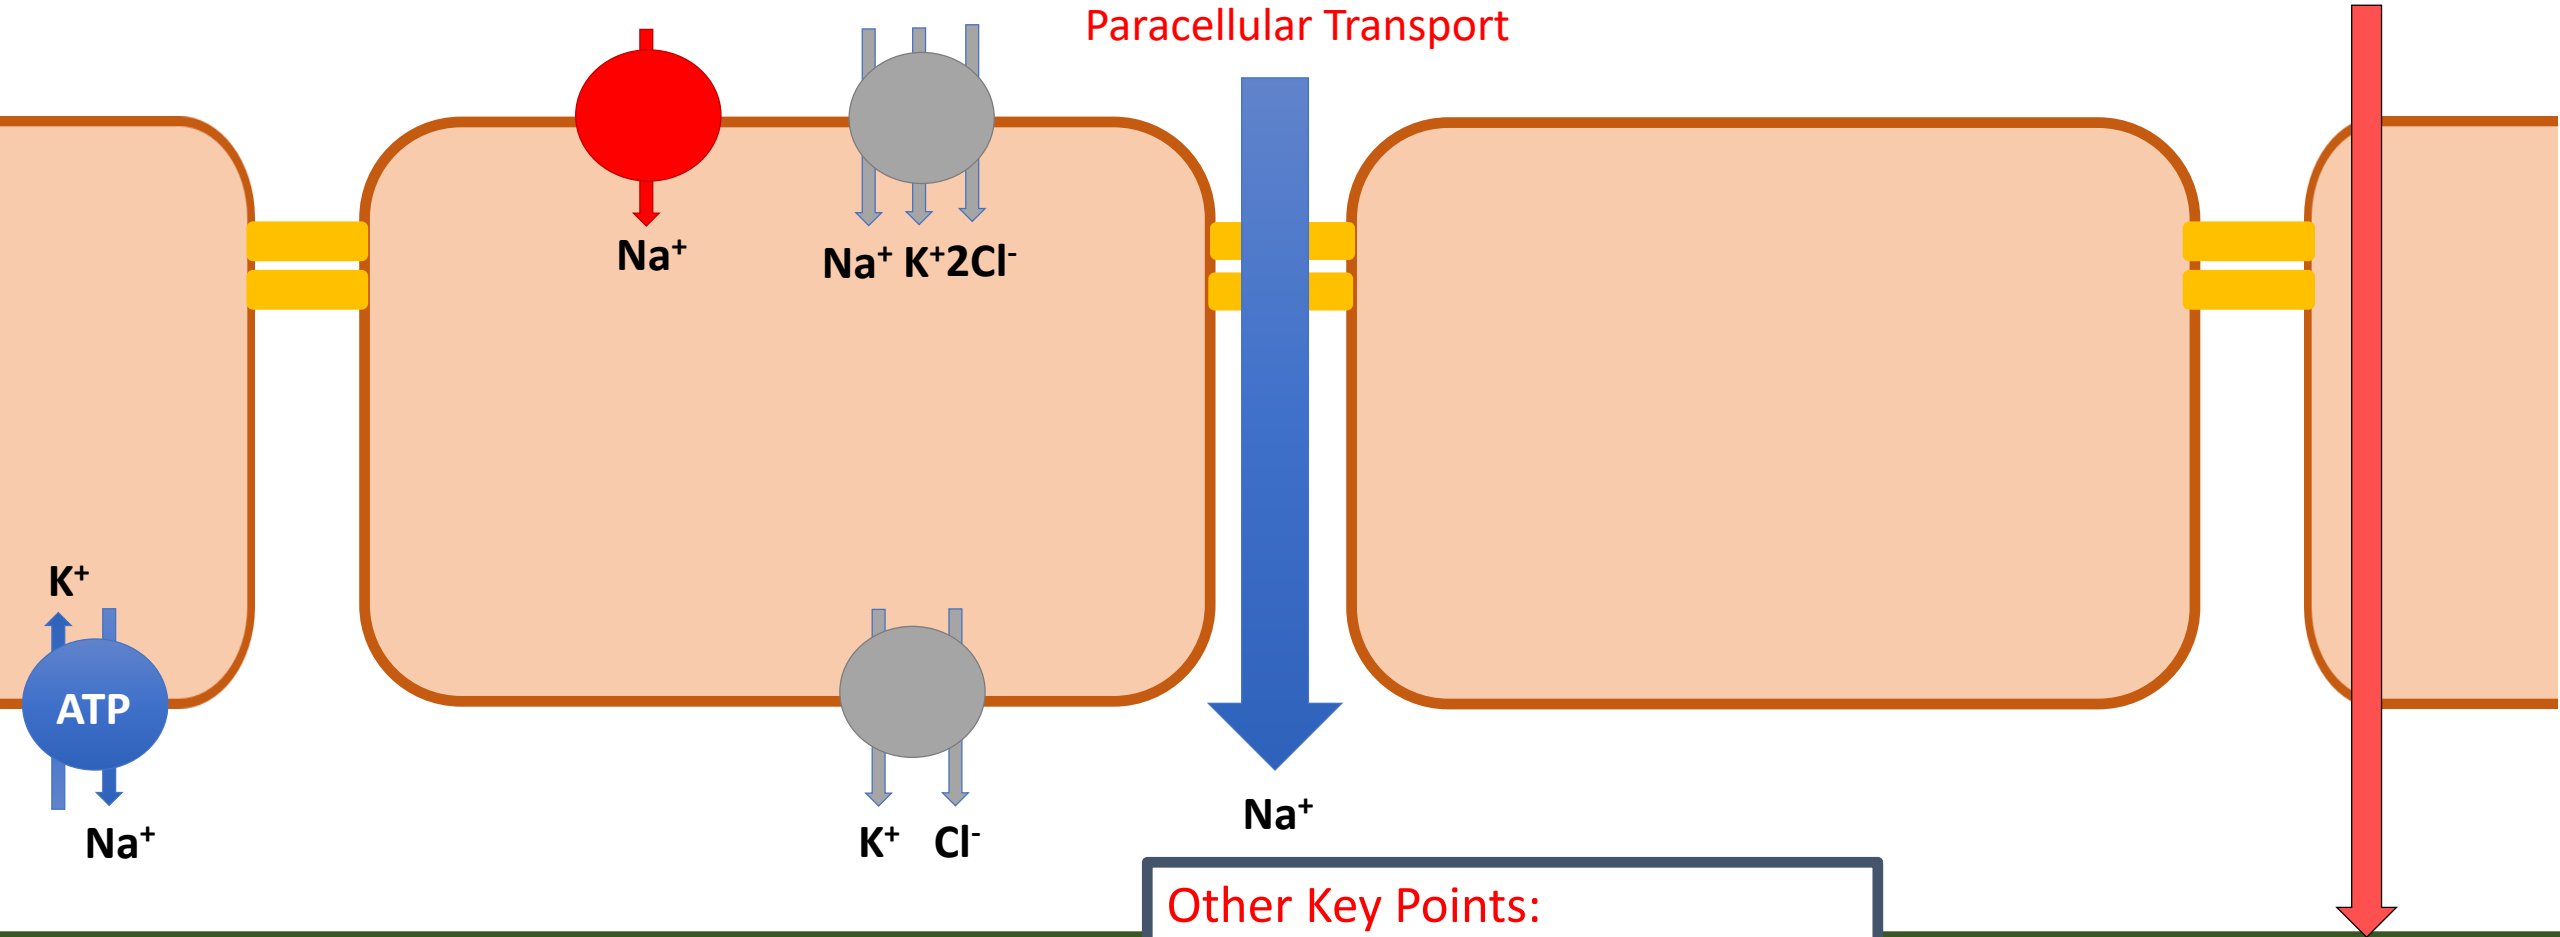 Paracellular Transport
Na⁺
Na⁺ K⁺2Cl⁻
K⁺
ATP
Na⁺
K⁺ Cl⁻
Na⁺
Other Key Points: